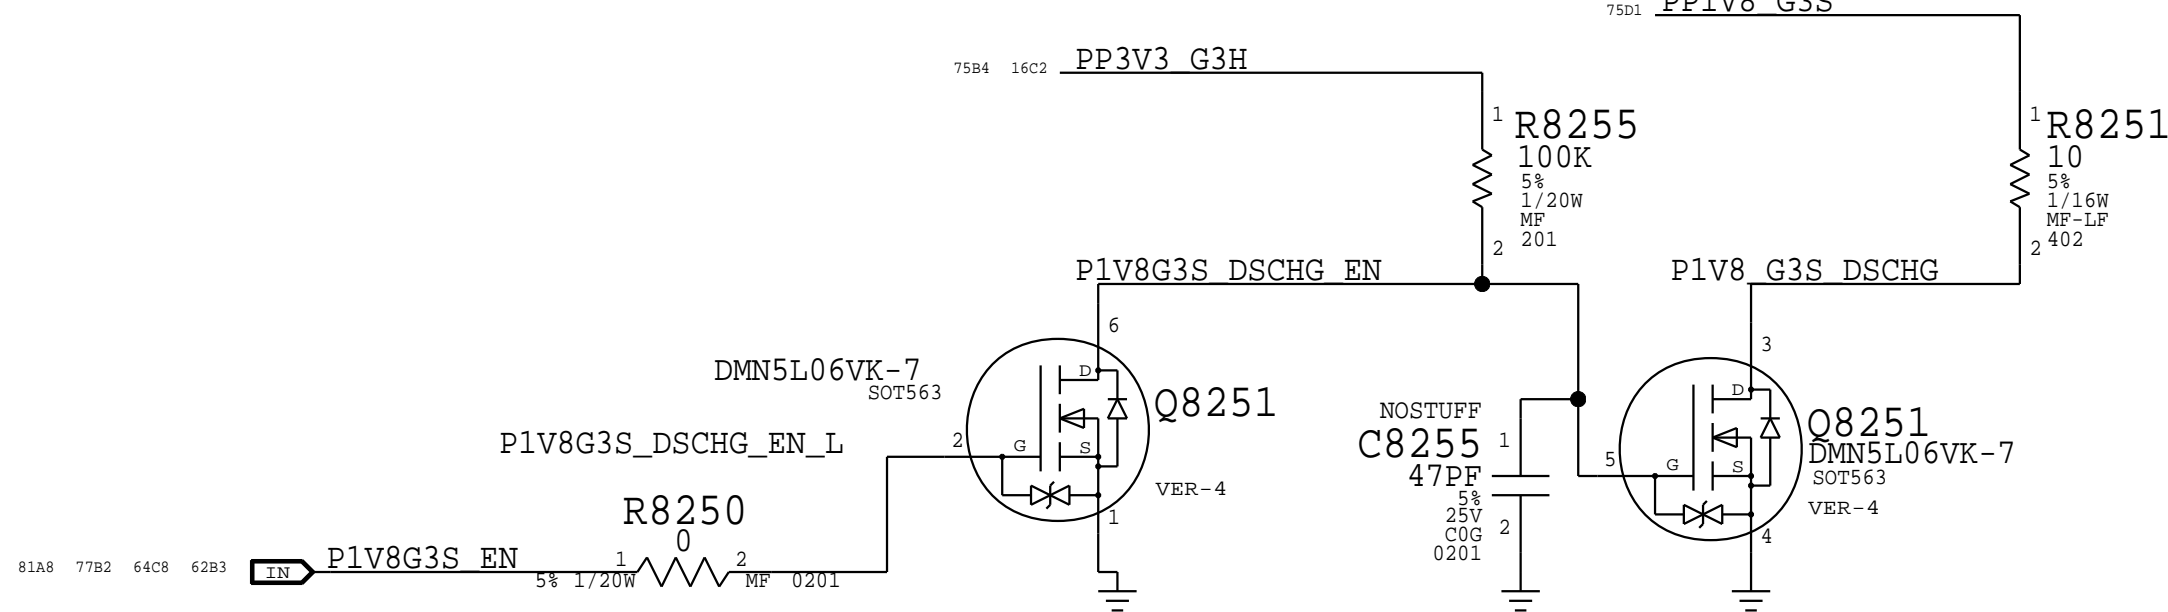 75D1 PP1V8_G3S
75B4 16C2 PP3V3_G3H
1 R8255
100K
5%
1/20W
MF
201
2
1 R8251
10
5%
1/16W
MF-LF
402
2
P1V8G3S_DSCHG_EN
P1V8_G3S_DSCHG
6
DMN5L06VK-7
SOT563
D
Q8251
P1V8G3S_DSCHG_EN_L
2
G
S
VER-4
1
3
NOSTUFF
C8255
1
47PF
5%
25V
C0G
0201
2
D
Q8251
DMN5L06VK-7
SOT563
5
G
S
VER-4
4
R8250
0
81A8 77B2 64C8 62B3 IN P1V8G3S_EN 1 2
5% 1/20W MF 0201